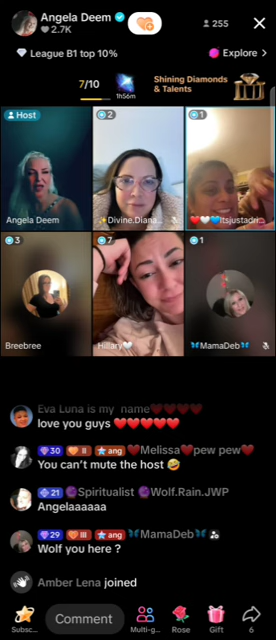 Angela Deem
2.7K
255
League B1 top 10%
Explore >
7/10
1h56m
Shining Diamonds
& Talents
Host
2
1
Angela Deem
✨Divine.Diana...
❤️🤍💙Itsjustadri...
3
7
1
Breebree
Hillary🤍
🦋MamaDeb🦋
Eva Luna is my name❤️❤️❤️❤️
love you guys ❤️❤️❤️❤️❤️
30 II ang ❤️Melissa❤️pew pew❤️
You can't mute the host 🤣
21 🔮Spiritualist 🔮Wolf.Rain.JWP
Angelaaaaaa
29 III ang 🦋MamaDeb🦋
Wolf you here ?
Amber Lena joined
Subsc...
Comment
Multi-g...
Rose
Gift
6